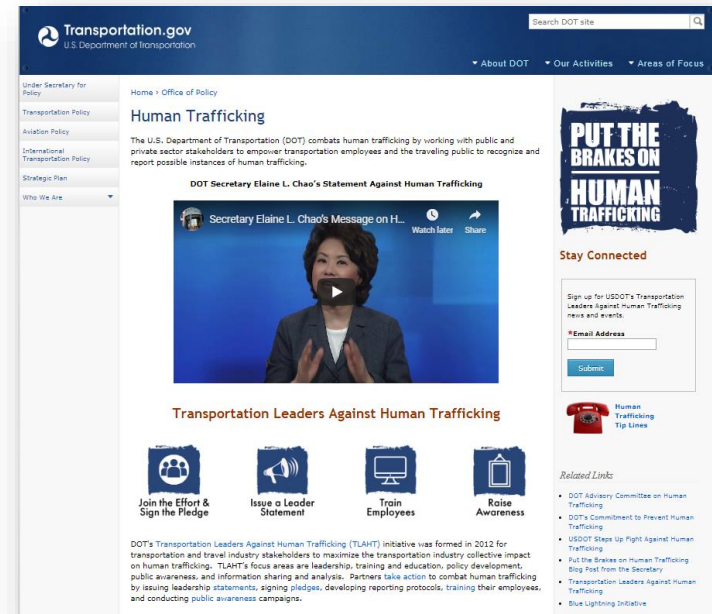 Transportation.gov
U.S. Department of Transportation
Search DOT site
About DOT
Our Activities
Areas of Focus
Under Secretary for
Policy
Transportation Policy
Aviation Policy
International
Transportation Policy
Strategic Plan
Who We Are
Home > Office of Policy
Human Trafficking
The U.S. Department of Transportation (DOT) combats human trafficking by working with public and
private sector stakeholders to empower transportation employees and the traveling public to recognize and
report possible instances of human trafficking.
DOT Secretary Elaine L. Chao's Statement Against Human Trafficking
Secretary Elaine L. Chao's Message on H...
Watch later
Share
Transportation Leaders Against Human Trafficking
Join the Effort &
Sign the Pledge
Issue a Leader
Statement
Train
Employees
Raise
Awareness
DOT's Transportation Leaders Against Human Trafficking (TLAHT) initiative was formed in 2012 for
transportation and travel industry stakeholders to maximize the transportation industry collective impact
on human trafficking. TLAHT's focus areas are leadership, training and education, policy development,
public awareness, and information sharing and analysis. Partners take action to combat human trafficking
by issuing leadership statements, signing pledges, developing reporting protocols, training their employees,
and conducting public awareness campaigns.
PUT THE
BRAKES ON
HUMAN
TRAFFICKING
Stay Connected
Sign up for USDOT's Transportation
Leaders Against Human Trafficking
news and events.
*Email Address
Submit
Human
Trafficking
Tip Lines
Related Links
DOT Advisory Committee on Human
Trafficking
DOT's Commitment to Prevent Human
Trafficking
USDOT Steps Up Fight Against Human
Trafficking
Put the Brakes on Human Trafficking
Blog Post from the Secretary
Transportation Leaders Against Human
Trafficking
Blue Lightning Initiative